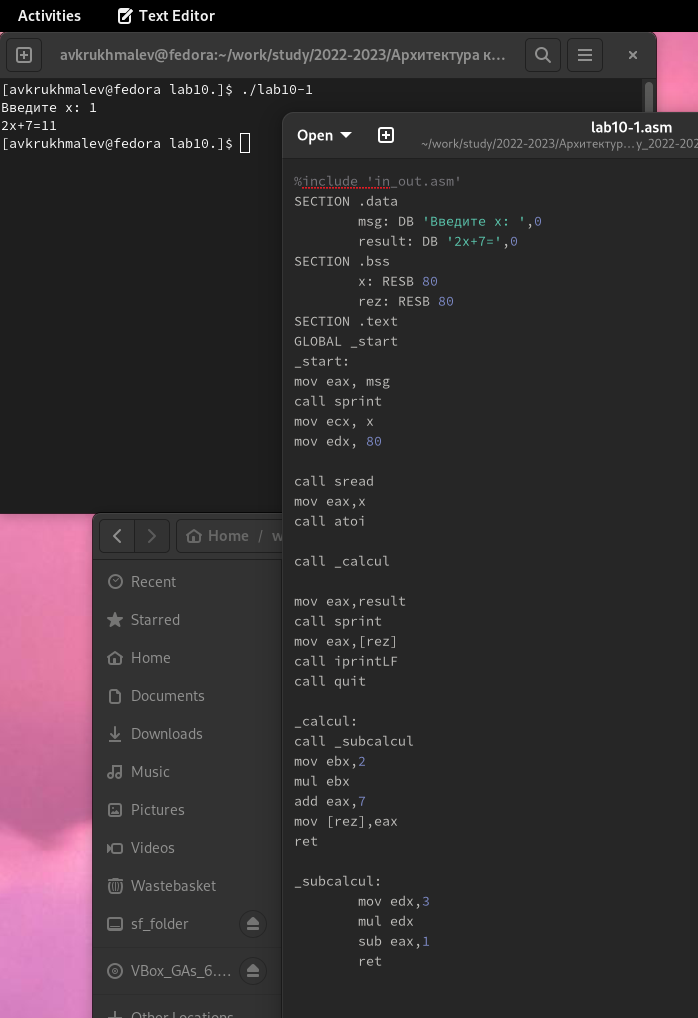 Activities
Text Editor
avkrukhmalev@fedora:~/work/study/2022-2023/Архитектура к...
[avkrukhmalev@fedora lab10.]$ ./lab10-1
Введите x: 1
2x+7=11
[avkrukhmalev@fedora lab10.]$
Open
lab10-1.asm
~/work/study/2022-2023/Архитектур...y_2022-202
%include 'in_out.asm'
SECTION .data
msg: DB 'Введите x: ',0
result: DB '2x+7=',0
SECTION .bss
x: RESB 80
rez: RESB 80
SECTION .text
GLOBAL _start
_start:
mov eax, msg
call sprint
mov ecx, x
mov edx, 80
call sread
mov eax,x
call atoi
call _calcul
mov eax,result
call sprint
mov eax,[rez]
call iprintLF
call quit
_calcul:
call _subcalcul
mov ebx,2
mul ebx
add eax,7
mov [rez],eax
ret
_subcalcul:
mov edx,3
mul edx
sub eax,1
ret
Home / w
Recent
Starred
Home
Documents
Downloads
Music
Pictures
Videos
Wastebasket
sf_folder
VBox_GAs_6....
Other Locations